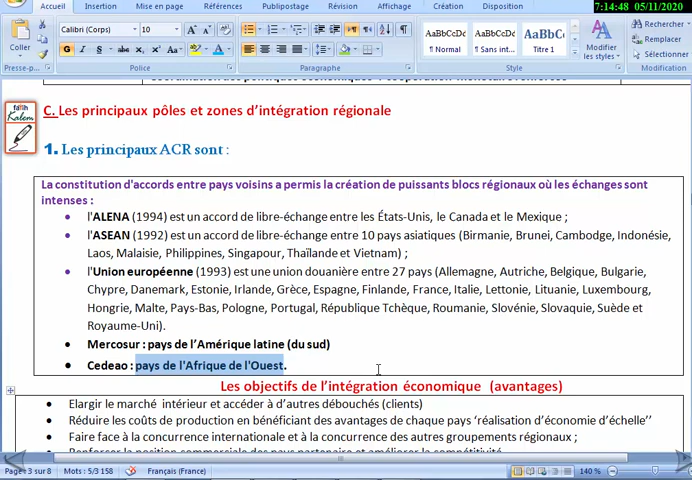 Accueil Insertion Mise en page Références Publipostage Révision Affichage Création Disposition 7:14:48 05/11/2020
Calibri (Corps) 10
AaBbCcDc AaBbCcDc AaBbC
Coller
G I S abc
¶ Normal ¶ Sans int... Titre 1
Modifier les styles
Rechercher
Remplacer
Sélectionner
Presse-p... Police Paragraphe Style Modification
fatih
Kalem
C. Les principaux pôles et zones d'intégration régionale
1. Les principaux ACR sont :
La constitution d'accords entre pays voisins a permis la création de puissants blocs régionaux où les échanges sont
intenses :
• l'ALENA (1994) est un accord de libre-échange entre les États-Unis, le Canada et le Mexique ;
• l'ASEAN (1992) est un accord de libre-échange entre 10 pays asiatiques (Birmanie, Brunei, Cambodge, Indonésie,
Laos, Malaisie, Philippines, Singapour, Thaïlande et Vietnam) ;
• l'Union européenne (1993) est une union douanière entre 27 pays (Allemagne, Autriche, Belgique, Bulgarie,
Chypre, Danemark, Estonie, Irlande, Grèce, Espagne, Finlande, France, Italie, Lettonie, Lituanie, Luxembourg,
Hongrie, Malte, Pays-Bas, Pologne, Portugal, République Tchèque, Roumanie, Slovénie, Slovaquie, Suède et
Royaume-Uni).
• Mercosur : pays de l'Amérique latine (du sud)
• Cedeao : pays de l'Afrique de l'Ouest.
Les objectifs de l'intégration économique (avantages)
• Elargir le marché intérieur et accéder à d'autres débouchés (clients)
• Réduire les coûts de production en bénéficiant des avantages de chaque pays 'réalisation d'économie d'échelle''
• Faire face à la concurrence internationale et à la concurrence des autres groupements régionaux ;
Page : 3 sur 8 Mots : 5/3 158 Français (France) 140 %